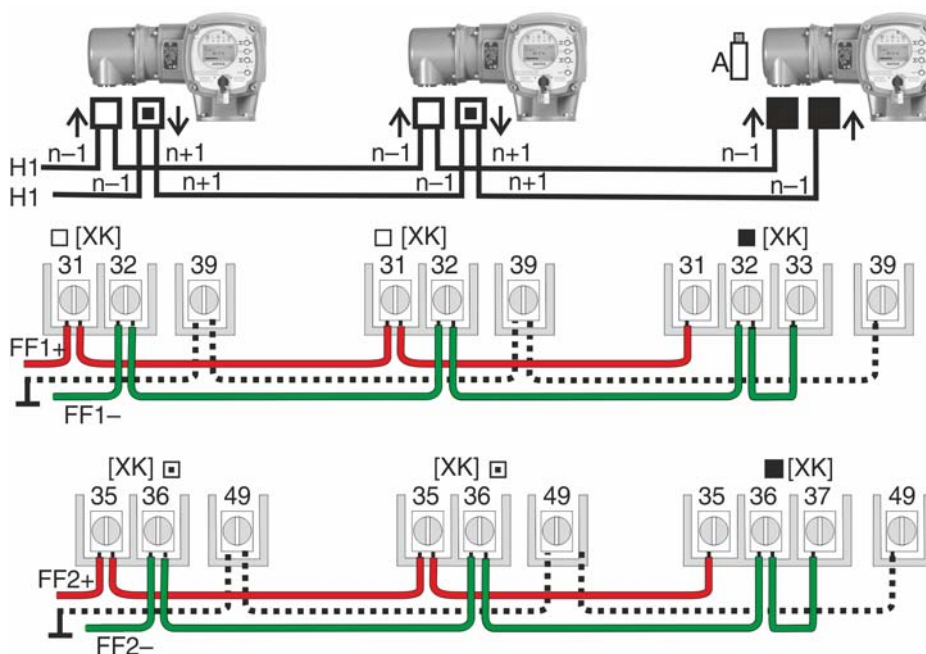 A
n–1 n+1 n–1 n+1 n–1
H1
n–1 n+1 n–1 n+1 n–1
H1
[XK] [XK] [XK]
31 32 39 31 32 39 31 32 33 39
FF1+
FF1–
[XK] [XK] [XK]
35 36 49 35 36 49 35 36 37 49
FF2+
FF2–